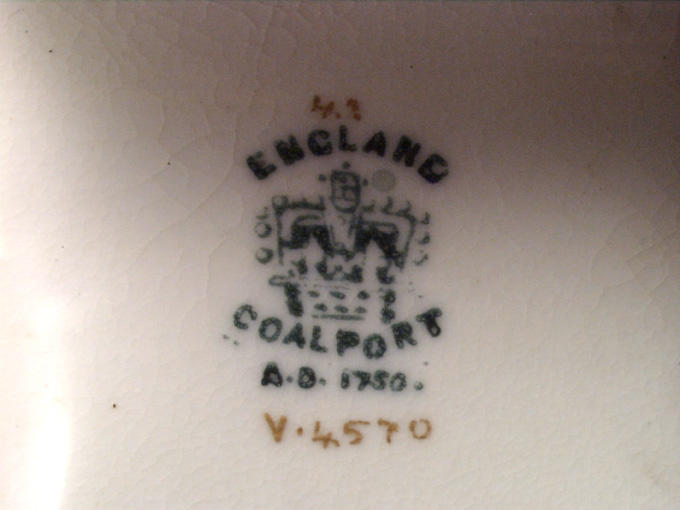 ENGLAND
COALPORT
A.D. 1750.
V.4570